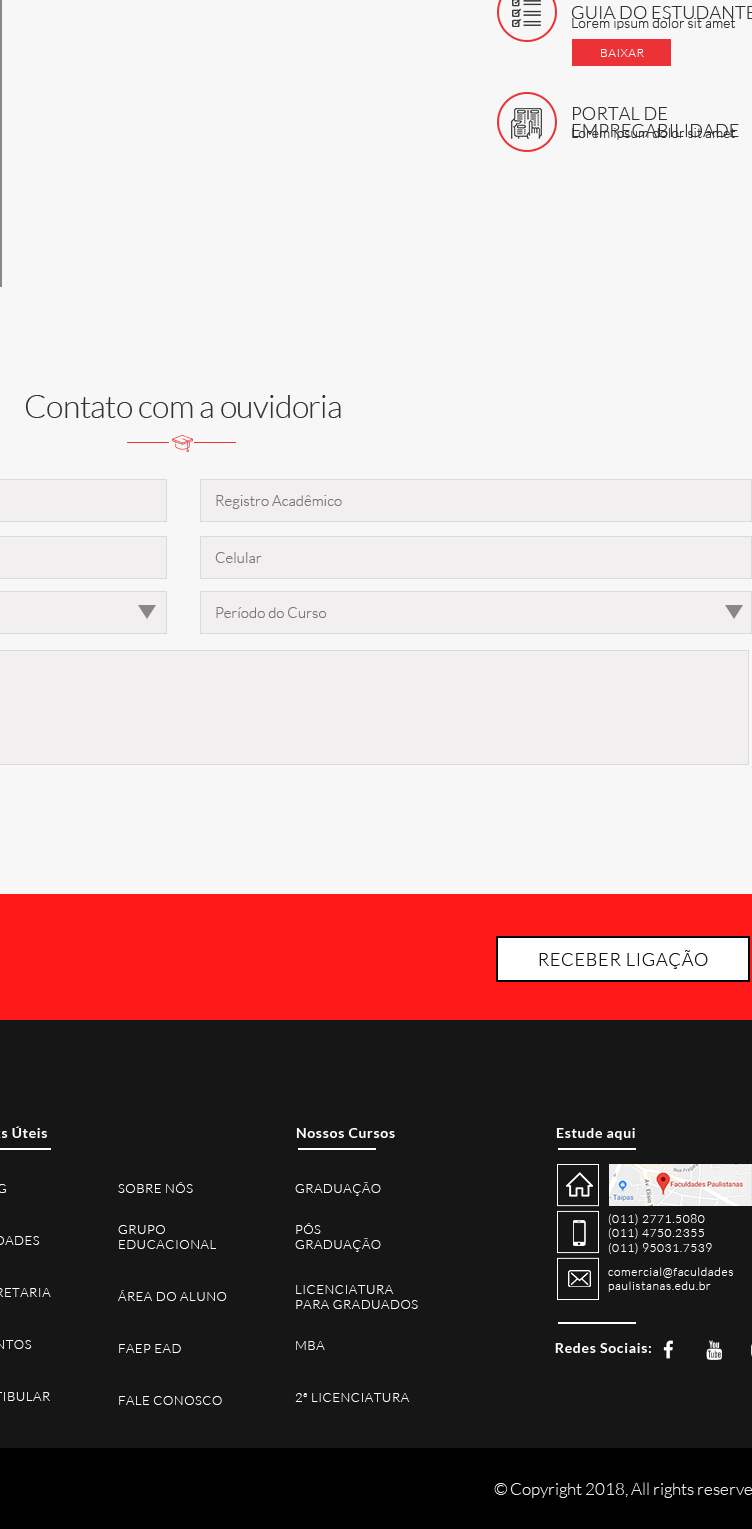 GUIA DO ESTUDANTE
Lorem ipsum dolor sit amet
BAIXAR
PORTAL DE
EMPREGABILIDADE
Lorem ipsum dolor sit amet
Contato com a ouvidoria
Registro Acadêmico
Celular
Período do Curso
RECEBER LIGAÇÃO
s Úteis
G
DADES
RETARIA
NTOS
TIBULAR
SOBRE NÓS
GRUPO
EDUCACIONAL
ÁREA DO ALUNO
FAEP EAD
FALE CONOSCO
Nossos Cursos
GRADUAÇÃO
PÓS
GRADUAÇÃO
LICENCIATURA
PARA GRADUADOS
MBA
2ª LICENCIATURA
Estude aqui
Faculdades Paulistanas
Taipas
(011) 2771.5080
(011) 4750.2355
(011) 95031.7539
comercial@faculdades
paulistanas.edu.br
Redes Sociais:
You
Tube
© Copyright 2018, All rights reserve